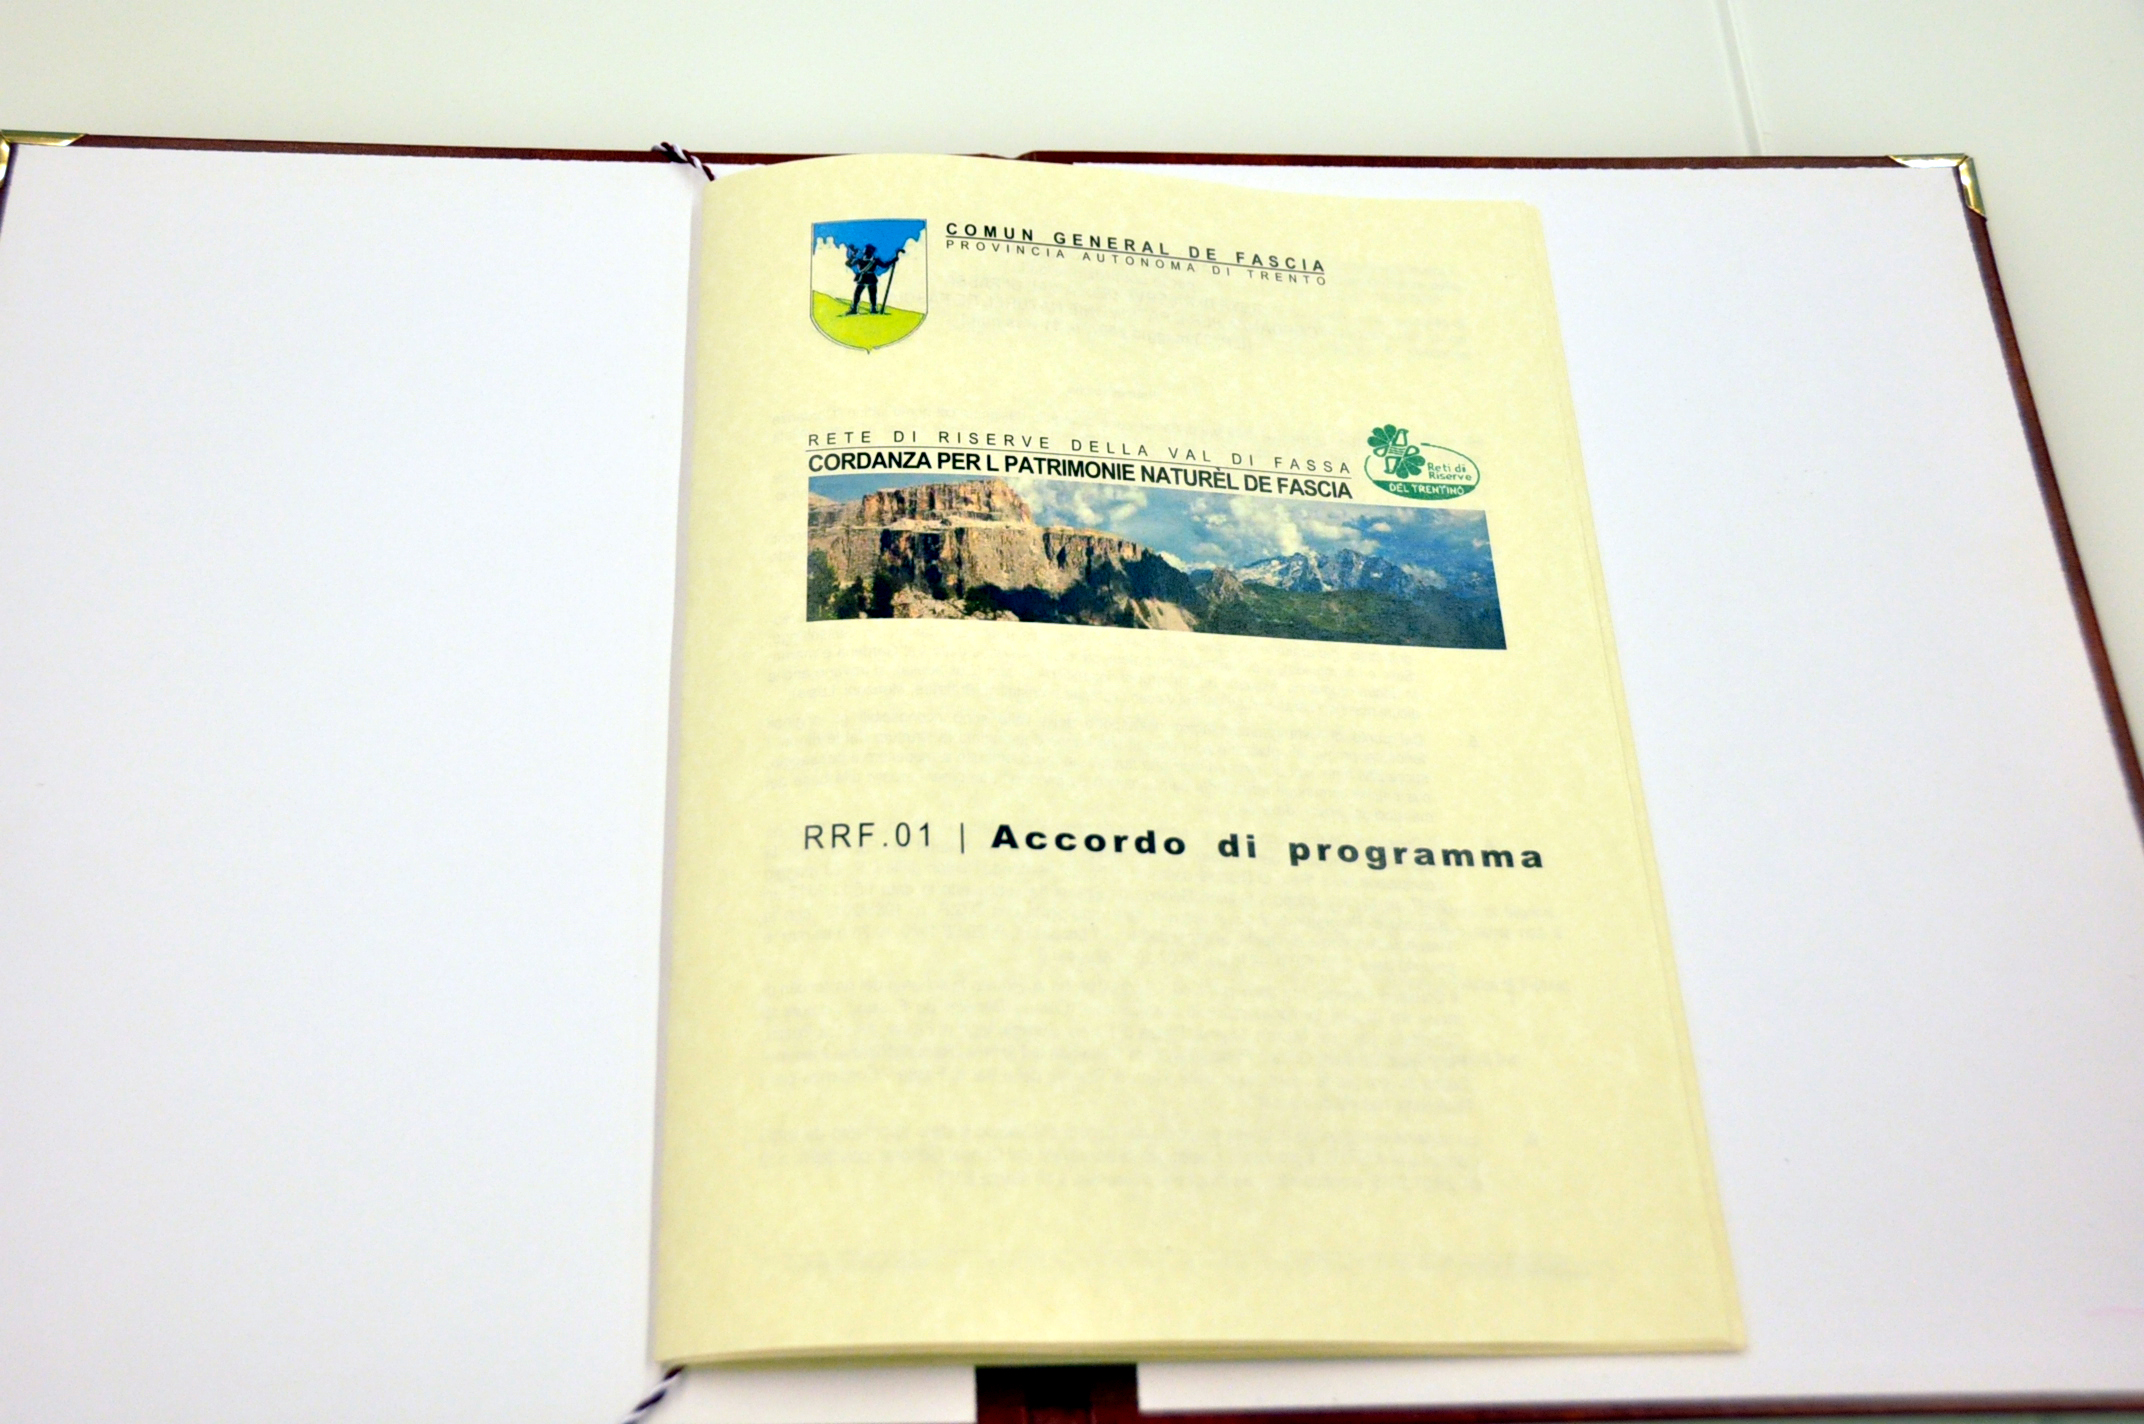 COMUN GENERAL DE FASCIA
PROVINCIA AUTONOMA DI TRENTO
RETE DI RISERVE DELLA VAL DI FASSA
CORDANZA PER L PATRIMONIE NATURÈL DE FASCIA
Reti di
Riserve
DEL TRENTINO
RRF.01 | Accordo di programma